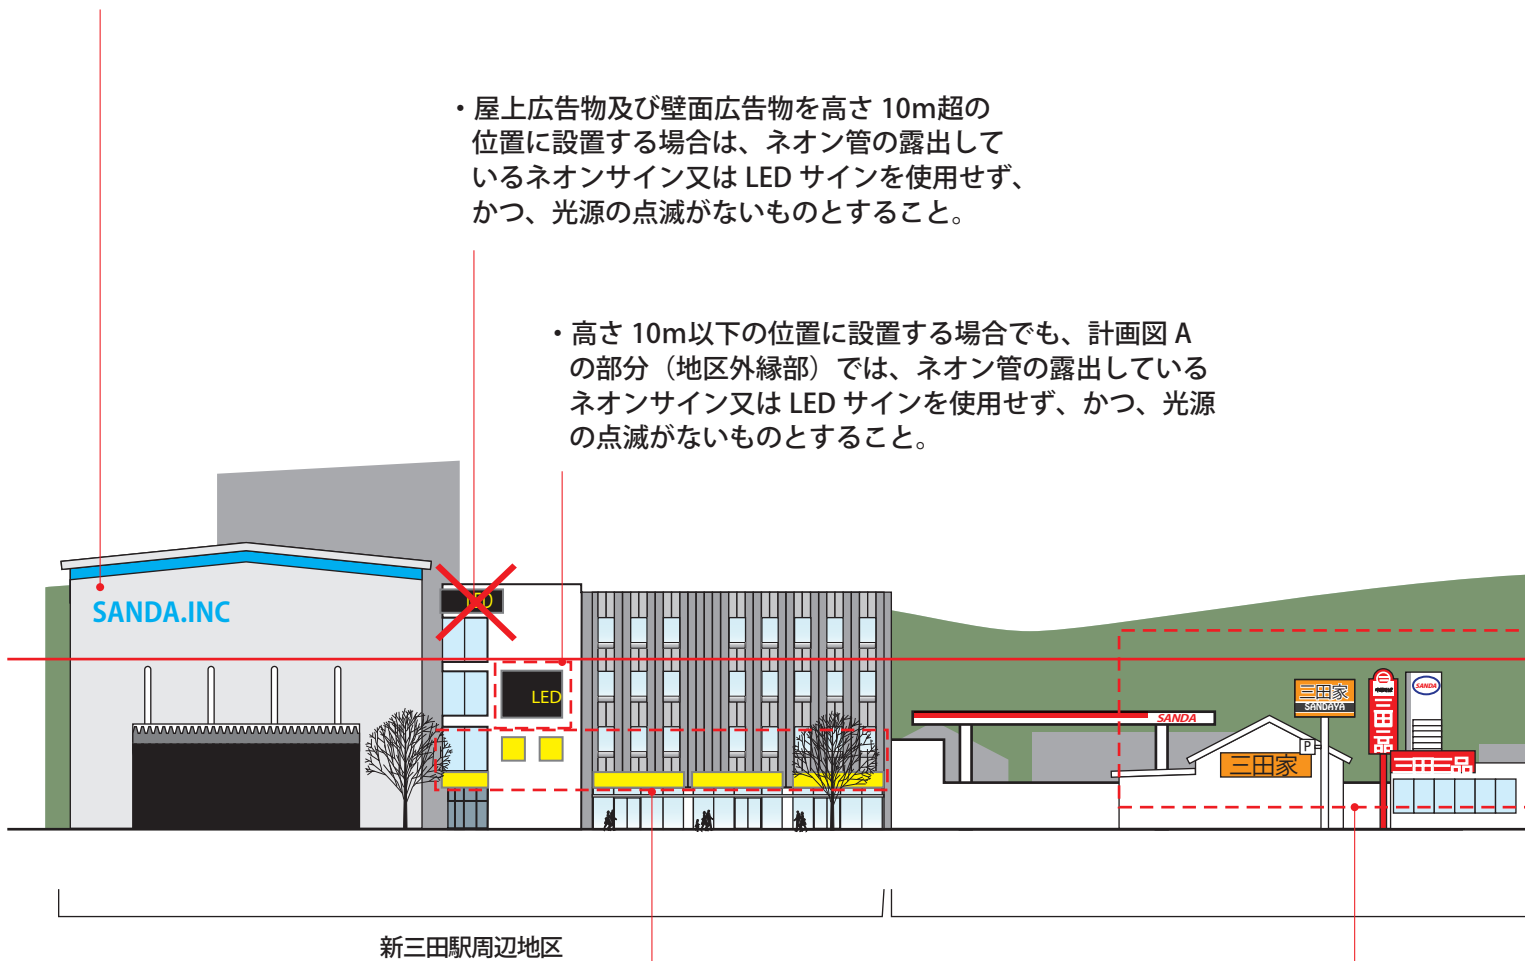 ・屋上広告物及び壁面広告物を高さ 10m超の
位置に設置する場合は、ネオン管の露出して
いるネオンサイン又は LED サインを使用せず、
かつ、光源の点滅がないものとすること。
・高さ 10m以下の位置に設置する場合でも、計画図 A
の部分（地区外縁部）では、ネオン管の露出している
ネオンサイン又は LED サインを使用せず、かつ、光源
の点滅がないものとすること。
SANDA.INC
LED
LED
SANDA
三田家
SANDAYA
三田家
P
三田三品
SANDA
三田三品
新三田駅周辺地区